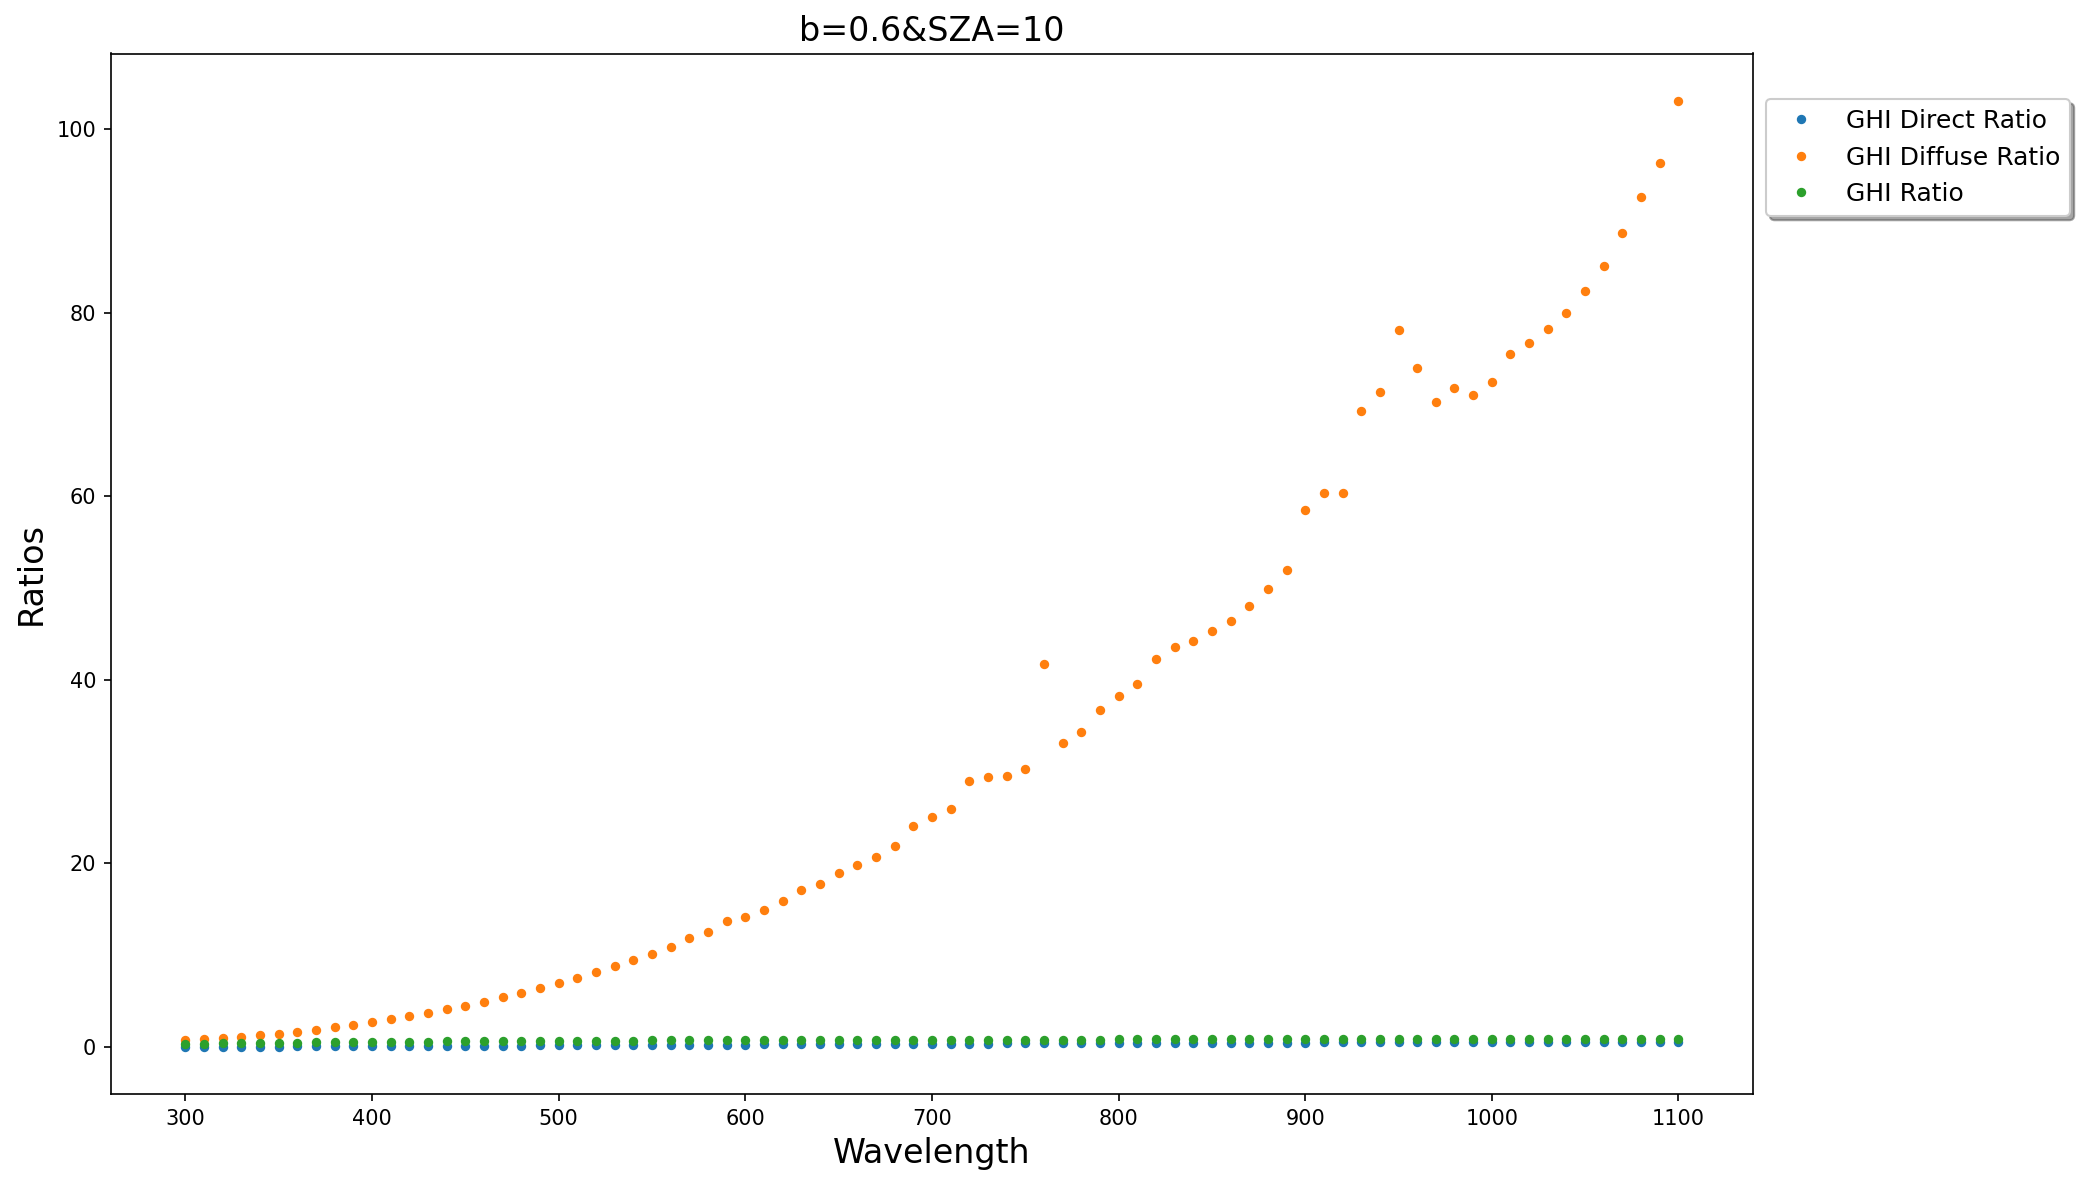 b=0.6&SZA=10
GHI Direct Ratio
GHI Diffuse Ratio
GHI Ratio
Ratios
100
80
60
40
20
0
300 400 500 600 700 800 900 1000 1100
Wavelength